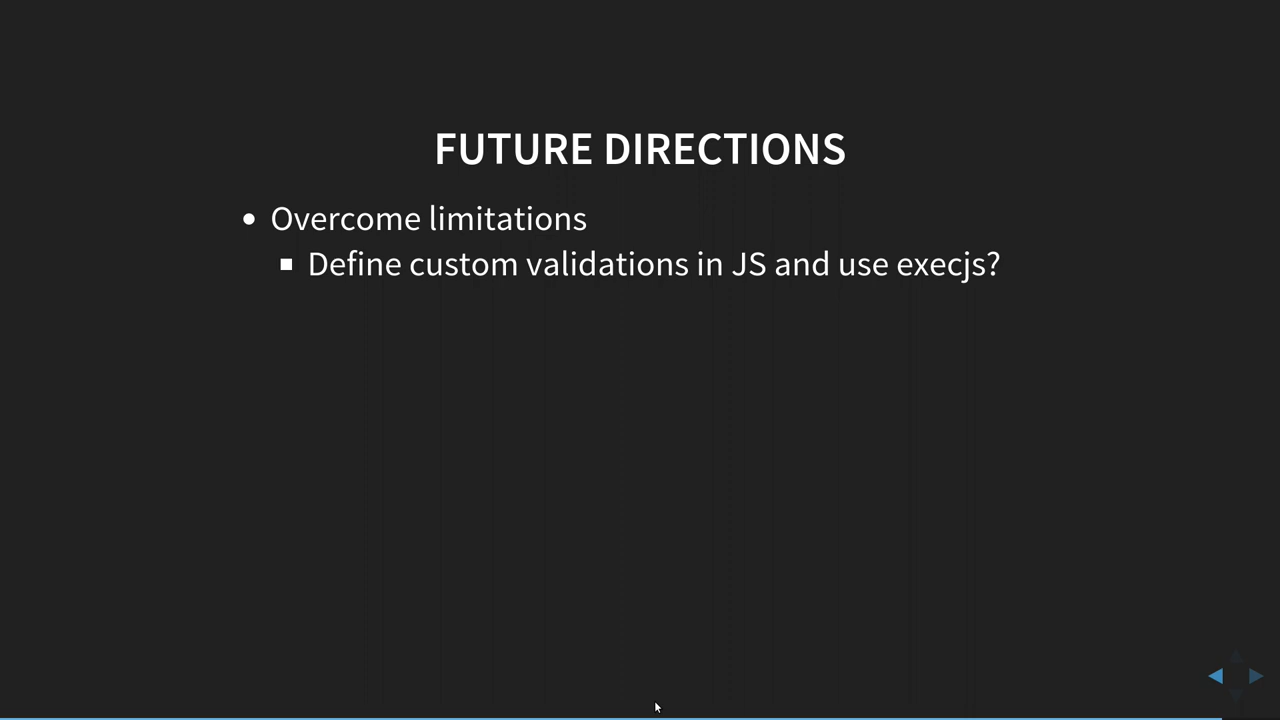 FUTURE DIRECTIONS
Overcome limitations
Define custom validations in JS and use execjs?